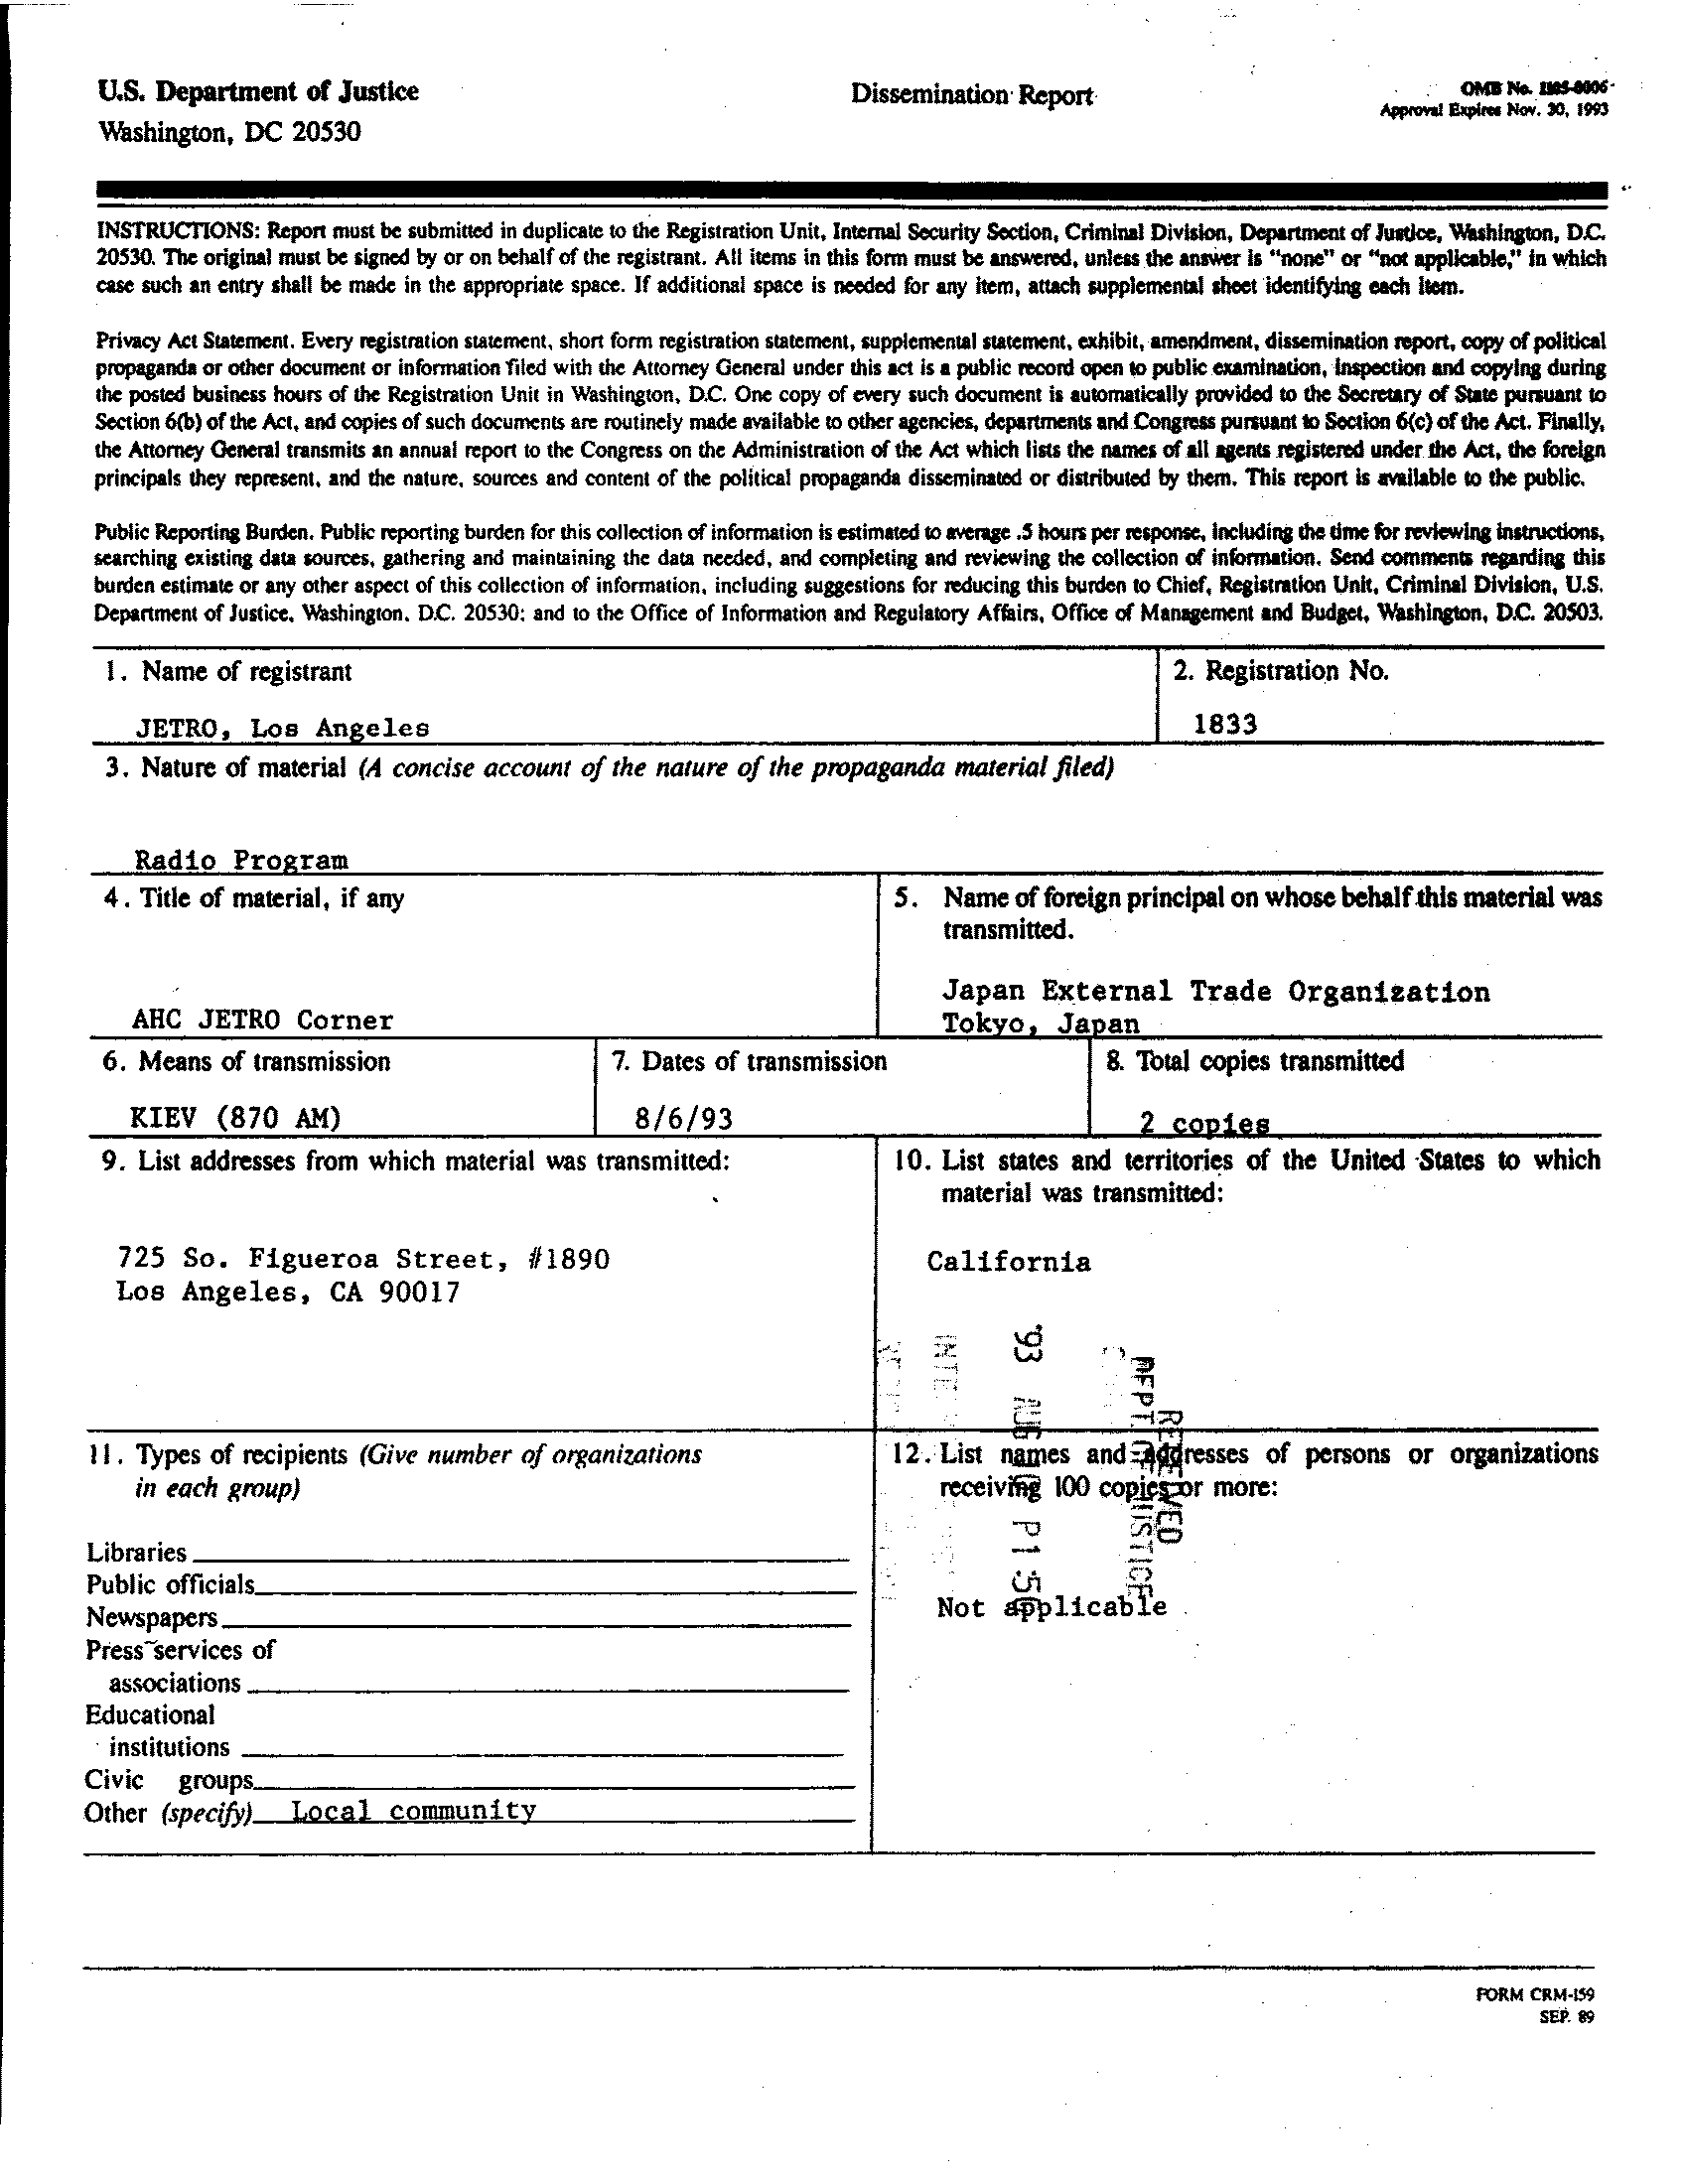 U.S. Department of Justice
Washington, DC 20530
Dissemination Report
OMB No. 1105-0006
Approval Expires Nov. 30, 1993
INSTRUCTIONS: Report must be submitted in duplicate to the Registration Unit, Internal Security Section, Criminal Division, Department of Justice, Washington, D.C.
20530. The original must be signed by or on behalf of the registrant. All items in this form must be answered, unless the answer is "none" or "not applicable," in which
case such an entry shall be made in the appropriate space. If additional space is needed for any item, attach supplemental sheet identifying each item.
Privacy Act Statement. Every registration statement, short form registration statement, supplemental statement, exhibit, amendment, dissemination report, copy of political
propaganda or other document or information filed with the Attorney General under this act is a public record open to public examination, inspection and copying during
the posted business hours of the Registration Unit in Washington, D.C. One copy of every such document is automatically provided to the Secretary of State pursuant to
Section 6(b) of the Act, and copies of such documents are routinely made available to other agencies, departments and Congress pursuant to Section 6(c) of the Act. Finally,
the Attorney General transmits an annual report to the Congress on the Administration of the Act which lists the names of all agents registered under the Act, the foreign
principals they represent, and the nature, sources and content of the political propaganda disseminated or distributed by them. This report is available to the public.
Public Reporting Burden. Public reporting burden for this collection of information is estimated to average .5 hours per response, including the time for reviewing instructions,
searching existing data sources, gathering and maintaining the data needed, and completing and reviewing the collection of information. Send comments regarding this
burden estimate or any other aspect of this collection of information, including suggestions for reducing this burden to Chief, Registration Unit, Criminal Division, U.S.
Department of Justice, Washington, D.C. 20530; and to the Office of Information and Regulatory Affairs, Office of Management and Budget, Washington, D.C. 20503.
1. Name of registrant
JETRO, Los Angeles
2. Registration No.
1833
3. Nature of material (A concise account of the nature of the propaganda material filed)
Radio Program
4. Title of material, if any
AHC JETRO Corner
5. Name of foreign principal on whose behalf this material was
transmitted.
Japan External Trade Organization
Tokyo, Japan
6. Means of transmission
KIEV (870 AM)
7. Dates of transmission
8/6/93
8. Total copies transmitted
2 copies
9. List addresses from which material was transmitted:
725 So. Figueroa Street, #1890
Los Angeles, CA 90017
10. List states and territories of the United States to which
material was transmitted:
California
11. Types of recipients (Give number of organizations
in each group)
Libraries
Public officials
Newspapers
Press services of
associations
Educational
institutions
Civic groups
Other (specify) Local community
12. List names and addresses of persons or organizations
receiving 100 copies or more:
Not applicable
RECEIVED
'93 AUG
FORM CRM-159
SEP. 89